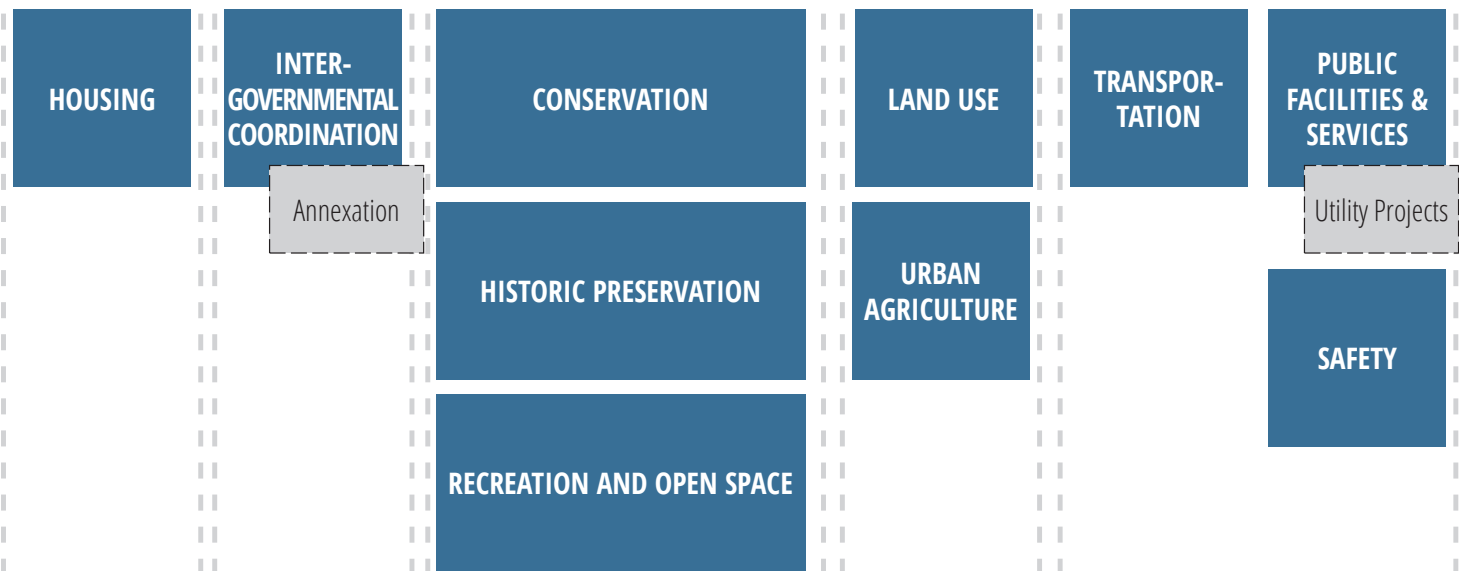 HOUSING
INTER-
GOVERNMENTAL
COORDINATION
Annexation
CONSERVATION
HISTORIC PRESERVATION
RECREATION AND OPEN SPACE
LAND USE
URBAN
AGRICULTURE
TRANSPOR-
TATION
PUBLIC
FACILITIES &
SERVICES
Utility Projects
SAFETY